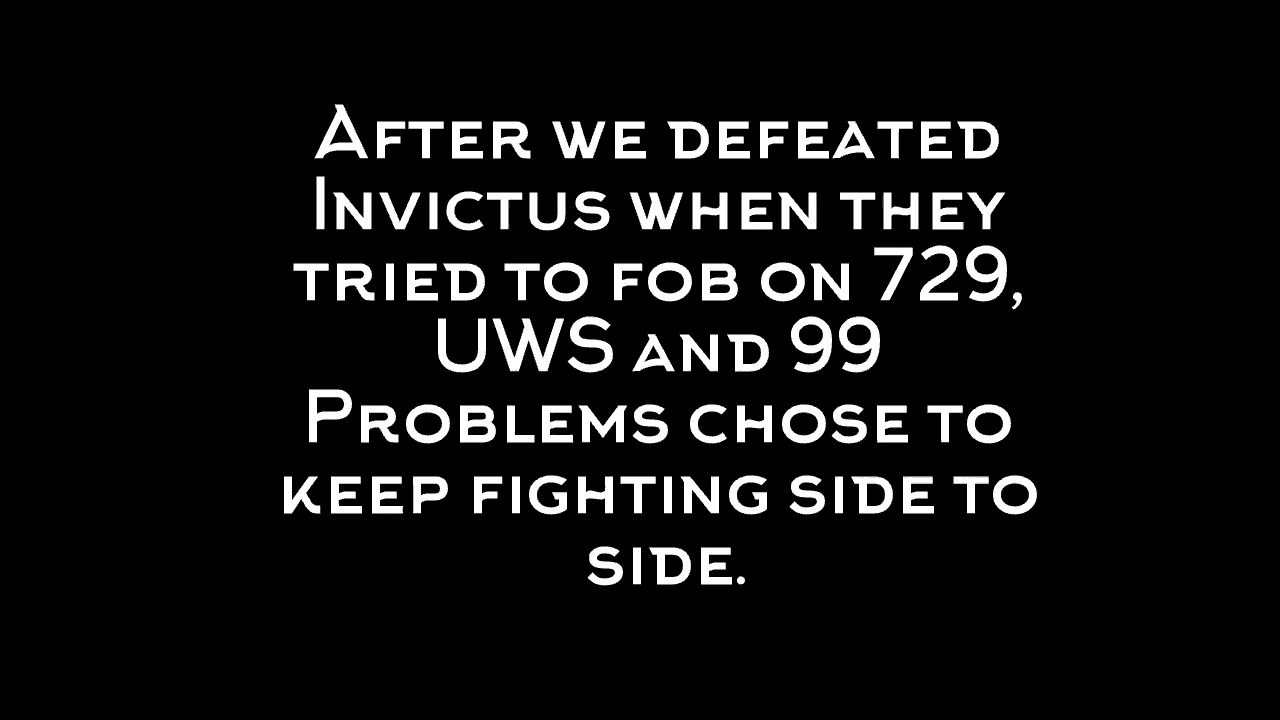 After we defeated
Invictus when they
tried to fob on 729,
UWS and 99
Problems chose to
keep fighting side to
side.